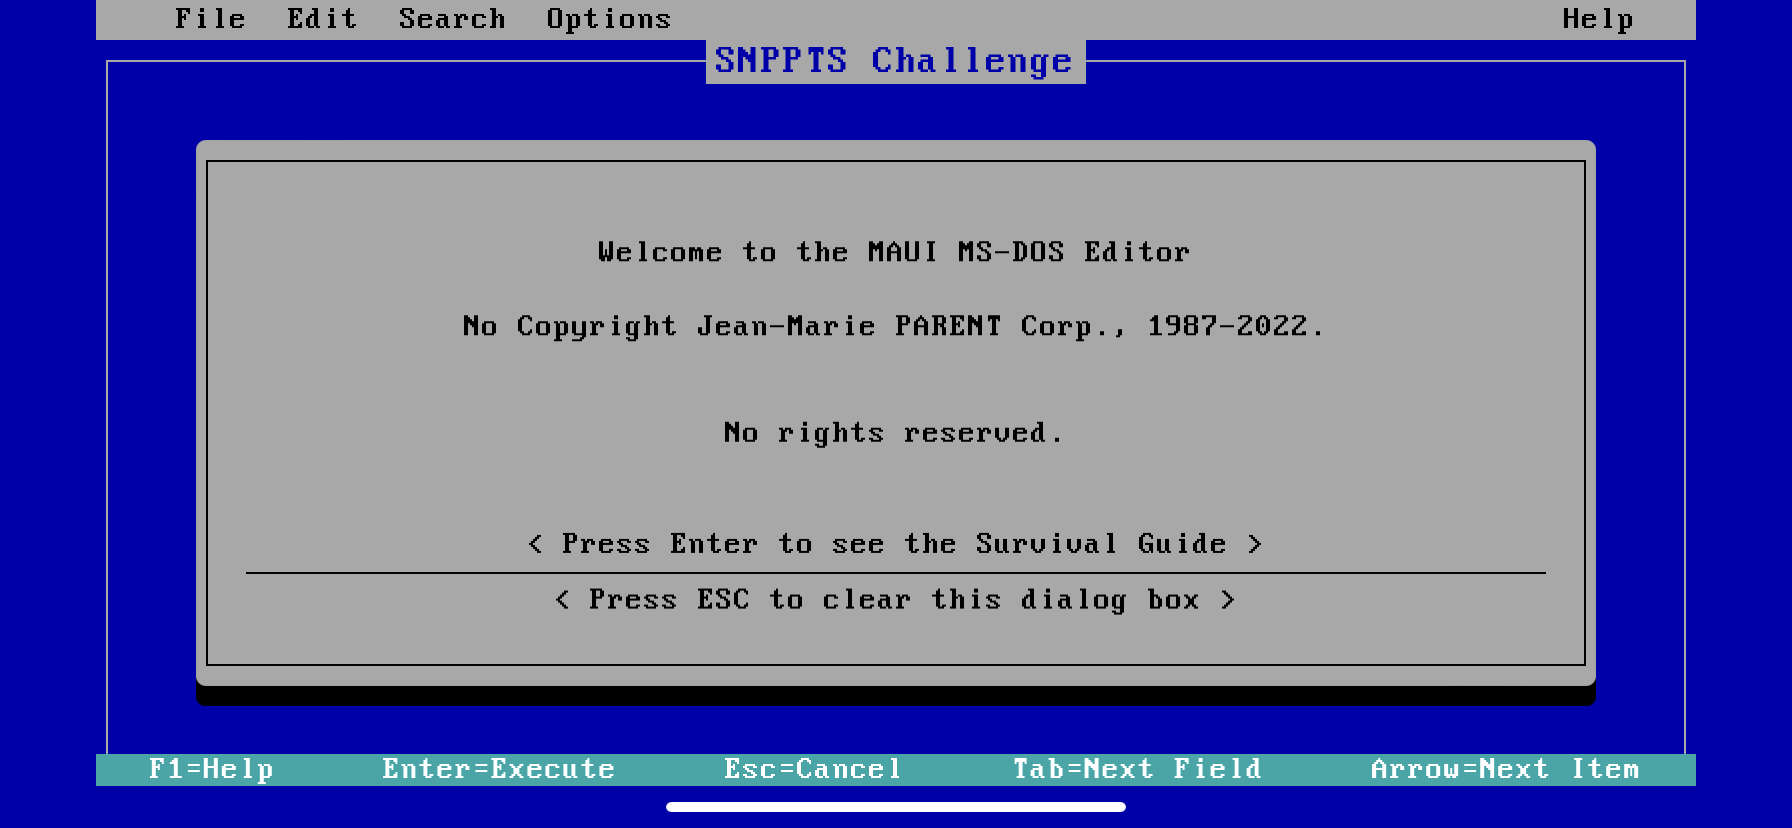 File Edit Search Options Help
SNPPTS Challenge
Welcome to the MAUI MS-DOS Editor
No Copyright Jean-Marie PARENT Corp., 1987-2022.
No rights reserved.
< Press Enter to see the Survival Guide >
< Press ESC to clear this dialog box >
F1=Help Enter=Execute Esc=Cancel Tab=Next Field Arrow=Next Item